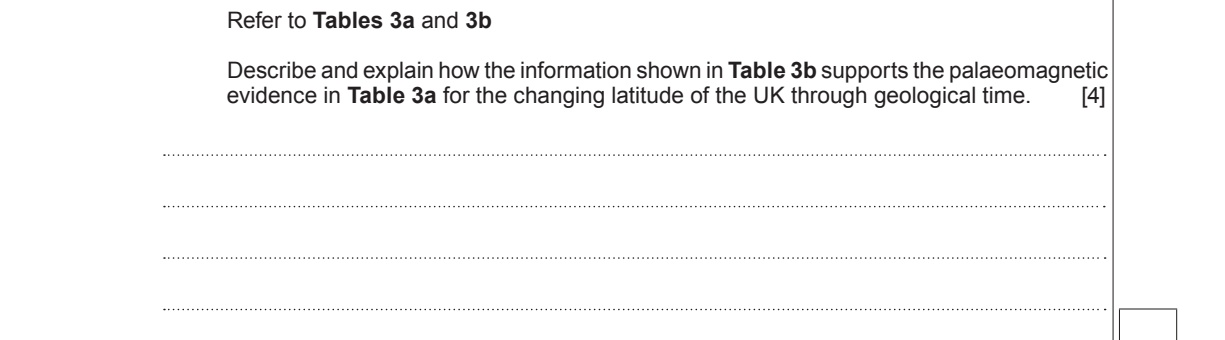 Refer to Tables 3a and 3b
Describe and explain how the information shown in Table 3b supports the palaeomagnetic
evidence in Table 3a for the changing latitude of the UK through geological time. [4]